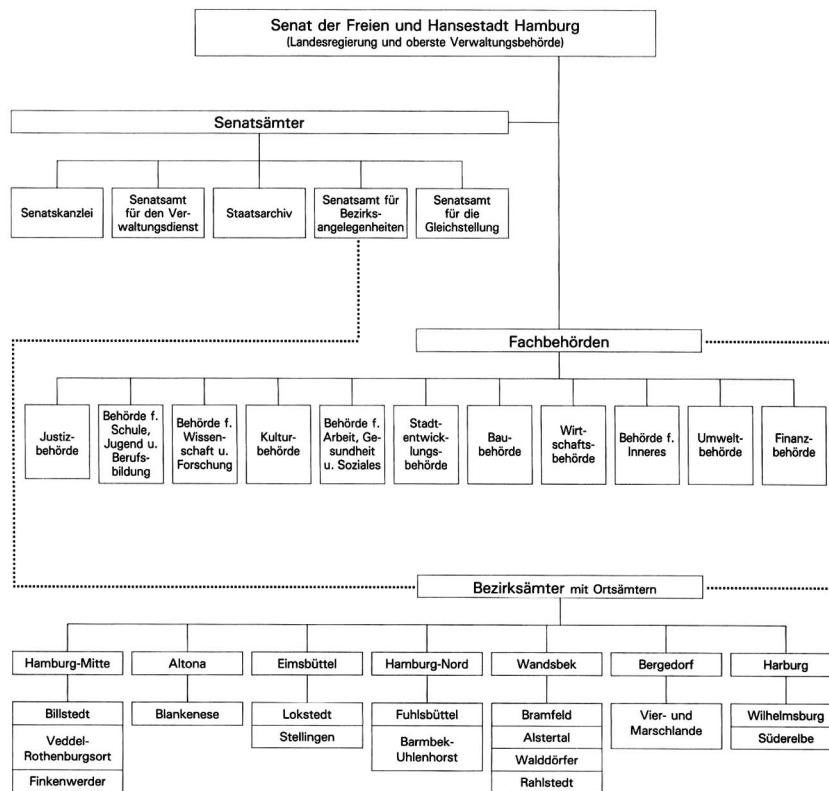 Senat der Freien und Hansestadt Hamburg
(Landesregierung und oberste Verwaltungsbehörde)
Senatsämter
Senatskanzlei
Senatsamt
für den Ver-
waltungsdienst
Staatsarchiv
Senatsamt für
Bezirks-
angelegenheiten
Senatsamt
für die
Gleichstellung
Fachbehörden
Justiz-
behörde
Behörde f.
Schule,
Jugend u.
Berufs-
bildung
Behörde f.
Wissen-
schaft u.
Forschung
Kultur-
behörde
Behörde f.
Arbeit, Ge-
sundheit
u. Soziales
Stadt-
entwick-
lungs-
behörde
Bau-
behörde
Wirt-
schafts-
behörde
Behörde f.
Inneres
Umwelt-
behörde
Finanz-
behörde
Bezirksämter mit Ortsämtern
Hamburg-Mitte
Billstedt
Veddel-
Rothenburgsort
Finkenwerder
Altona
Blankenese
Eimsbüttel
Lokstedt
Stellingen
Hamburg-Nord
Fuhlsbüttel
Barmbek-
Uhlenhorst
Wandsbek
Bramfeld
Alstertal
Walddörfer
Rahlstedt
Bergedorf
Vier- und
Marschlande
Harburg
Wilhelmsburg
Süderelbe